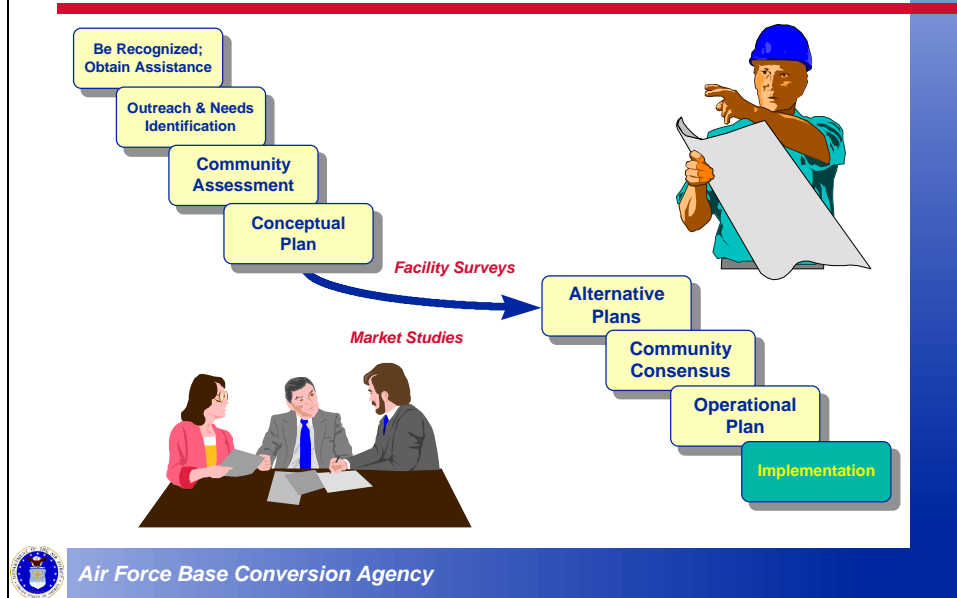 Be Recognized;
Obtain Assistance
Outreach & Needs
Identification
Community
Assessment
Conceptual
Plan
Facility Surveys
Market Studies
Alternative
Plans
Community
Consensus
Operational
Plan
Implementation
Air Force Base Conversion Agency